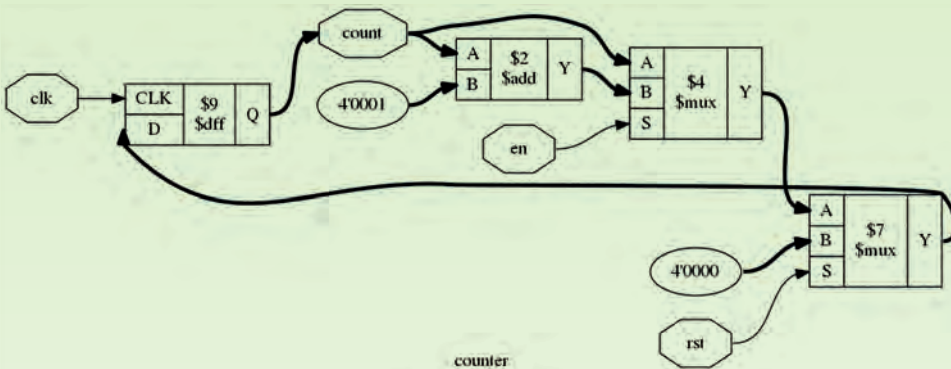 clk
CLK
D
$9
$dff
Q
count
4'0001
A
B
$2
$add
Y
en
A
B
S
$4
$mux
Y
4'0000
rst
A
B
S
$7
$mux
Y
counter